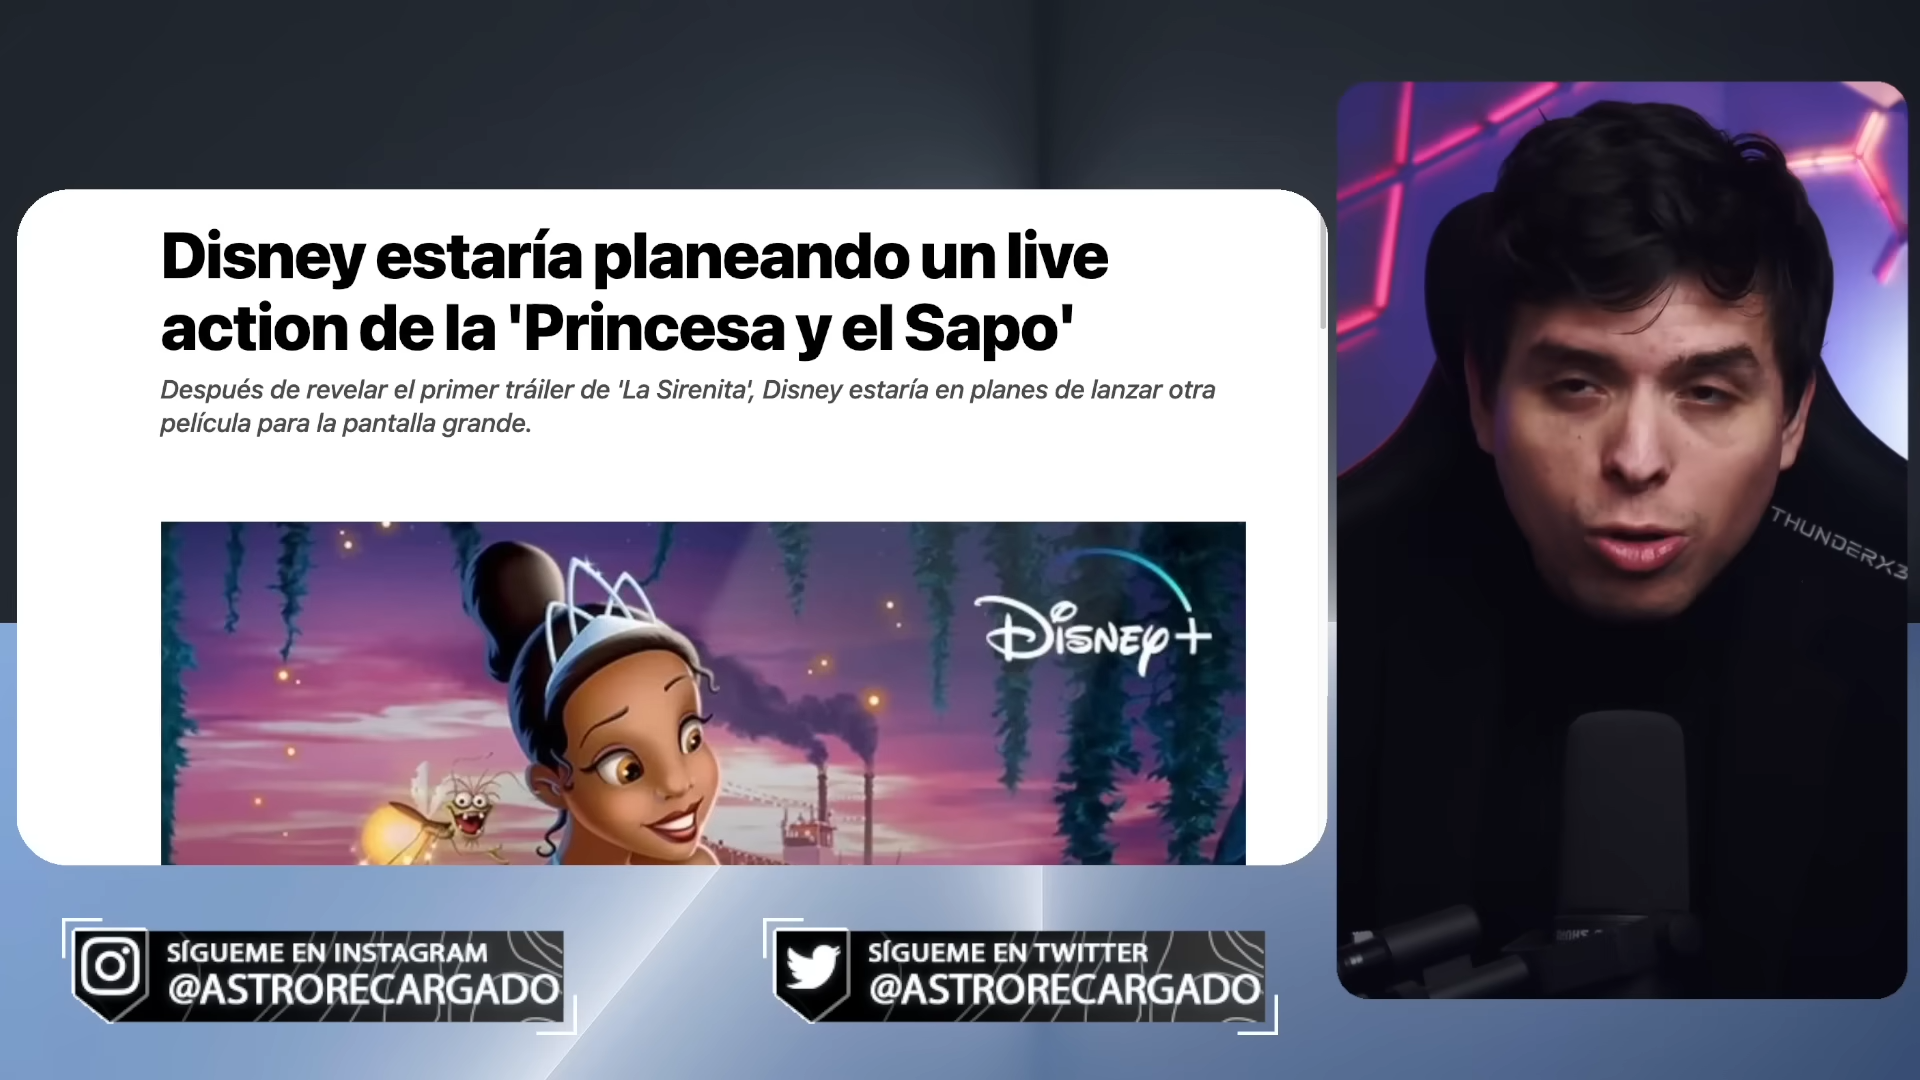 Disney estaría planeando un live
action de la 'Princesa y el Sapo'
Después de revelar el primer tráiler de 'La Sirenita', Disney estaría en planes de lanzar otra
película para la pantalla grande.
Disney+
THUNDERX3
SÍGUEME EN INSTAGRAM
@ASTRORECARGADO
SÍGUEME EN TWITTER
@ASTRORECARGADO